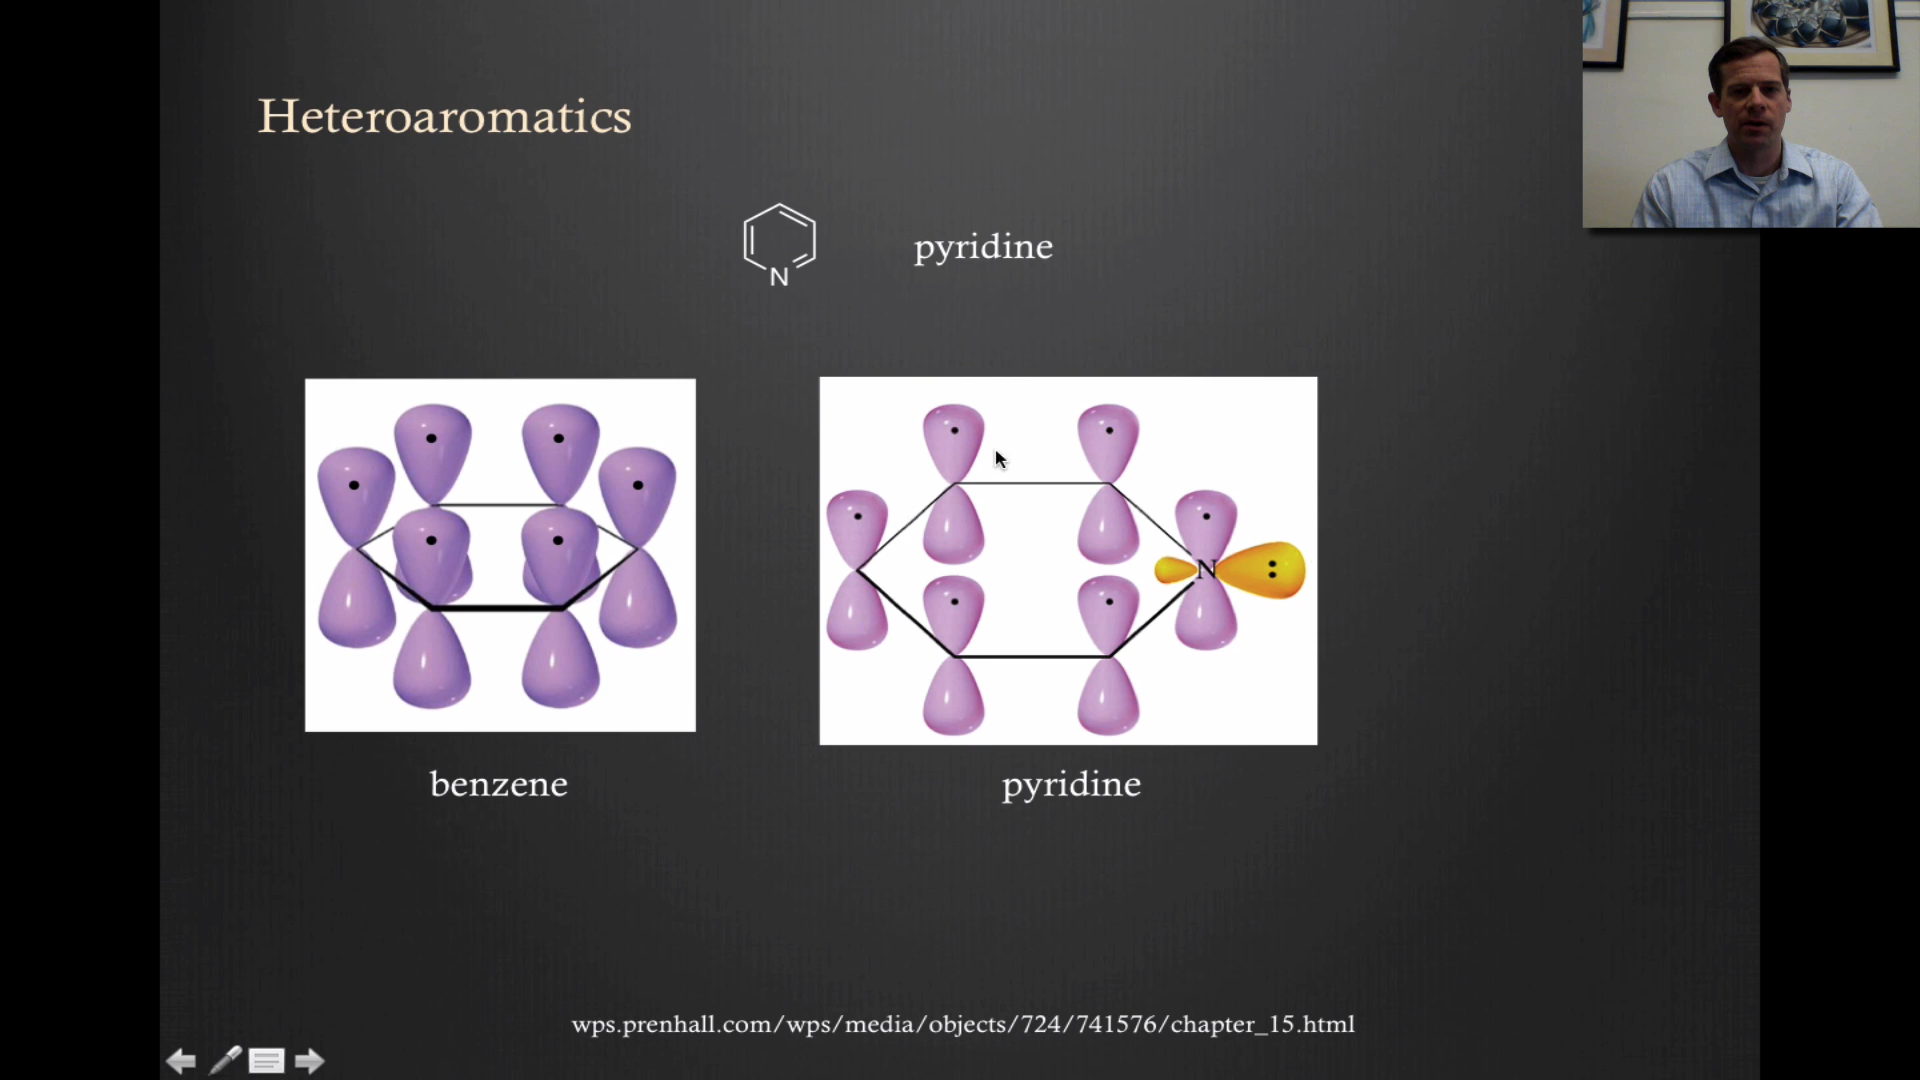 Heteroaromatics
N
pyridine
N
benzene
pyridine
wps.prenhall.com/wps/media/objects/724/741576/chapter_15.html